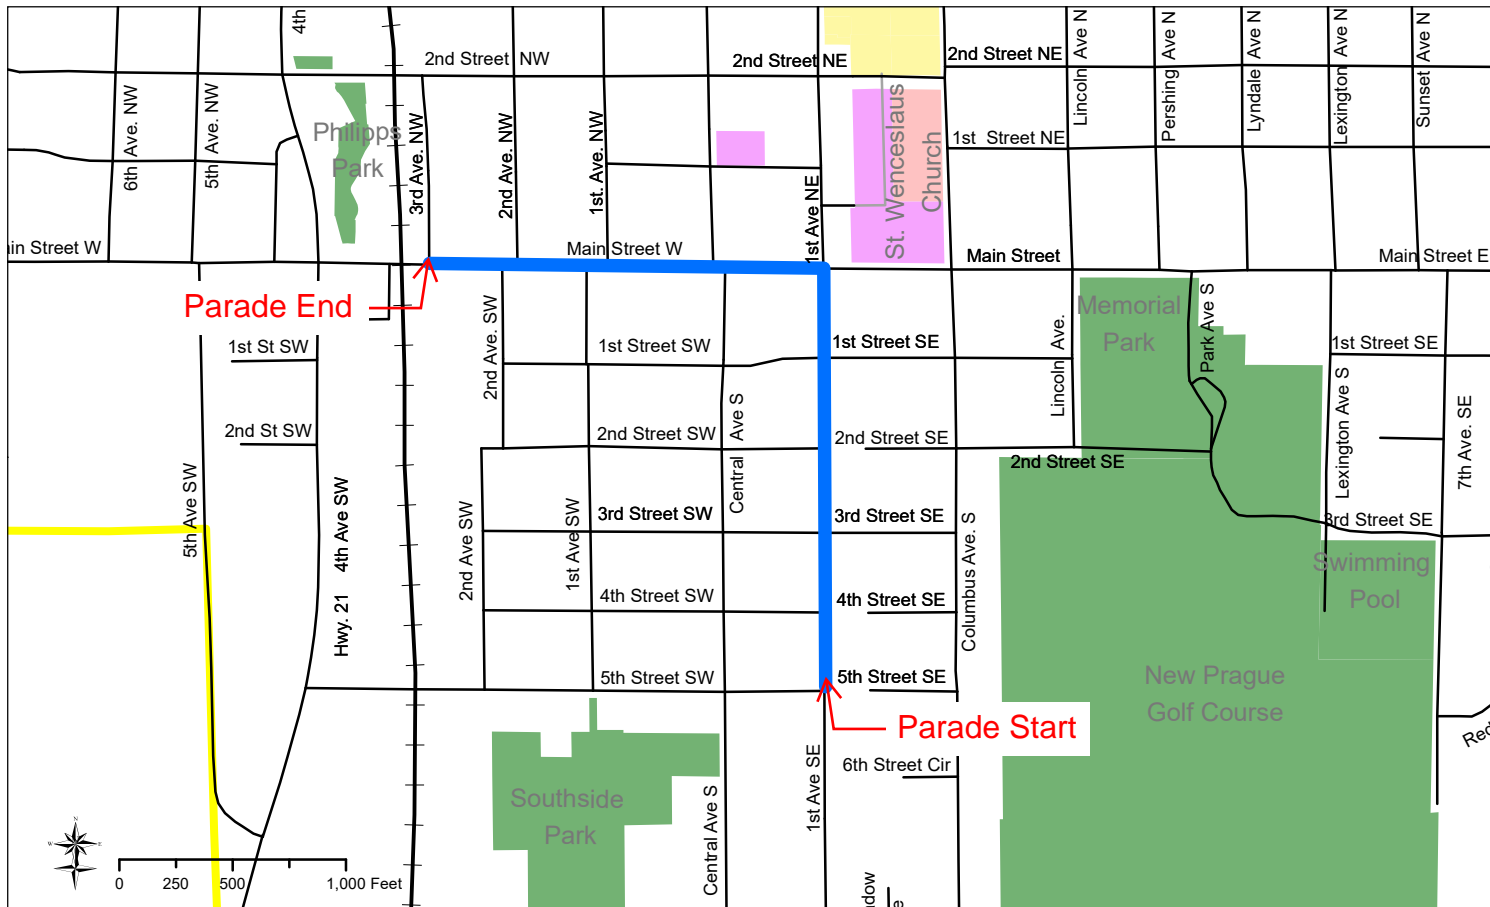 4th
2nd Street NW
2nd Street NE
2nd Street NE
Lincoln Ave N
Pershing Ave N
Lyndale Ave N
Lexington Ave N
Sunset Ave N
6th Ave. NW
5th Ave. NW
Philipps
Park
3rd Ave. NW
2nd Ave. NW
1st. Ave. NW
1st Ave NE
St. Wenceslaus
Church
1st Street NE
ain Street W
Main Street W
Main Street
Main Street E
Parade End
1st St SW
2nd St SW
2nd Ave. SW
1st Street SW
1st Street SE
Lincoln Ave.
Memorial
Park
Park Ave S
1st Street SE
2nd Street SW
Central Ave S
2nd Street SE
2nd Street SE
Lexington Ave S
7th Ave. SE
5th Ave SW
Hwy. 21 4th Ave SW
2nd Ave SW
1st Ave SW
3rd Street SW
3rd Street SE
Columbus Ave. S
3rd Street SE
Swimming
Pool
4th Street SW
4th Street SE
5th Street SW
5th Street SE
New Prague
Golf Course
Parade Start
Red
6th Street Cir
1st Ave SE
Southside
Park
Central Ave S
N
W
E
0 250 500 1,000 Feet
dow
e